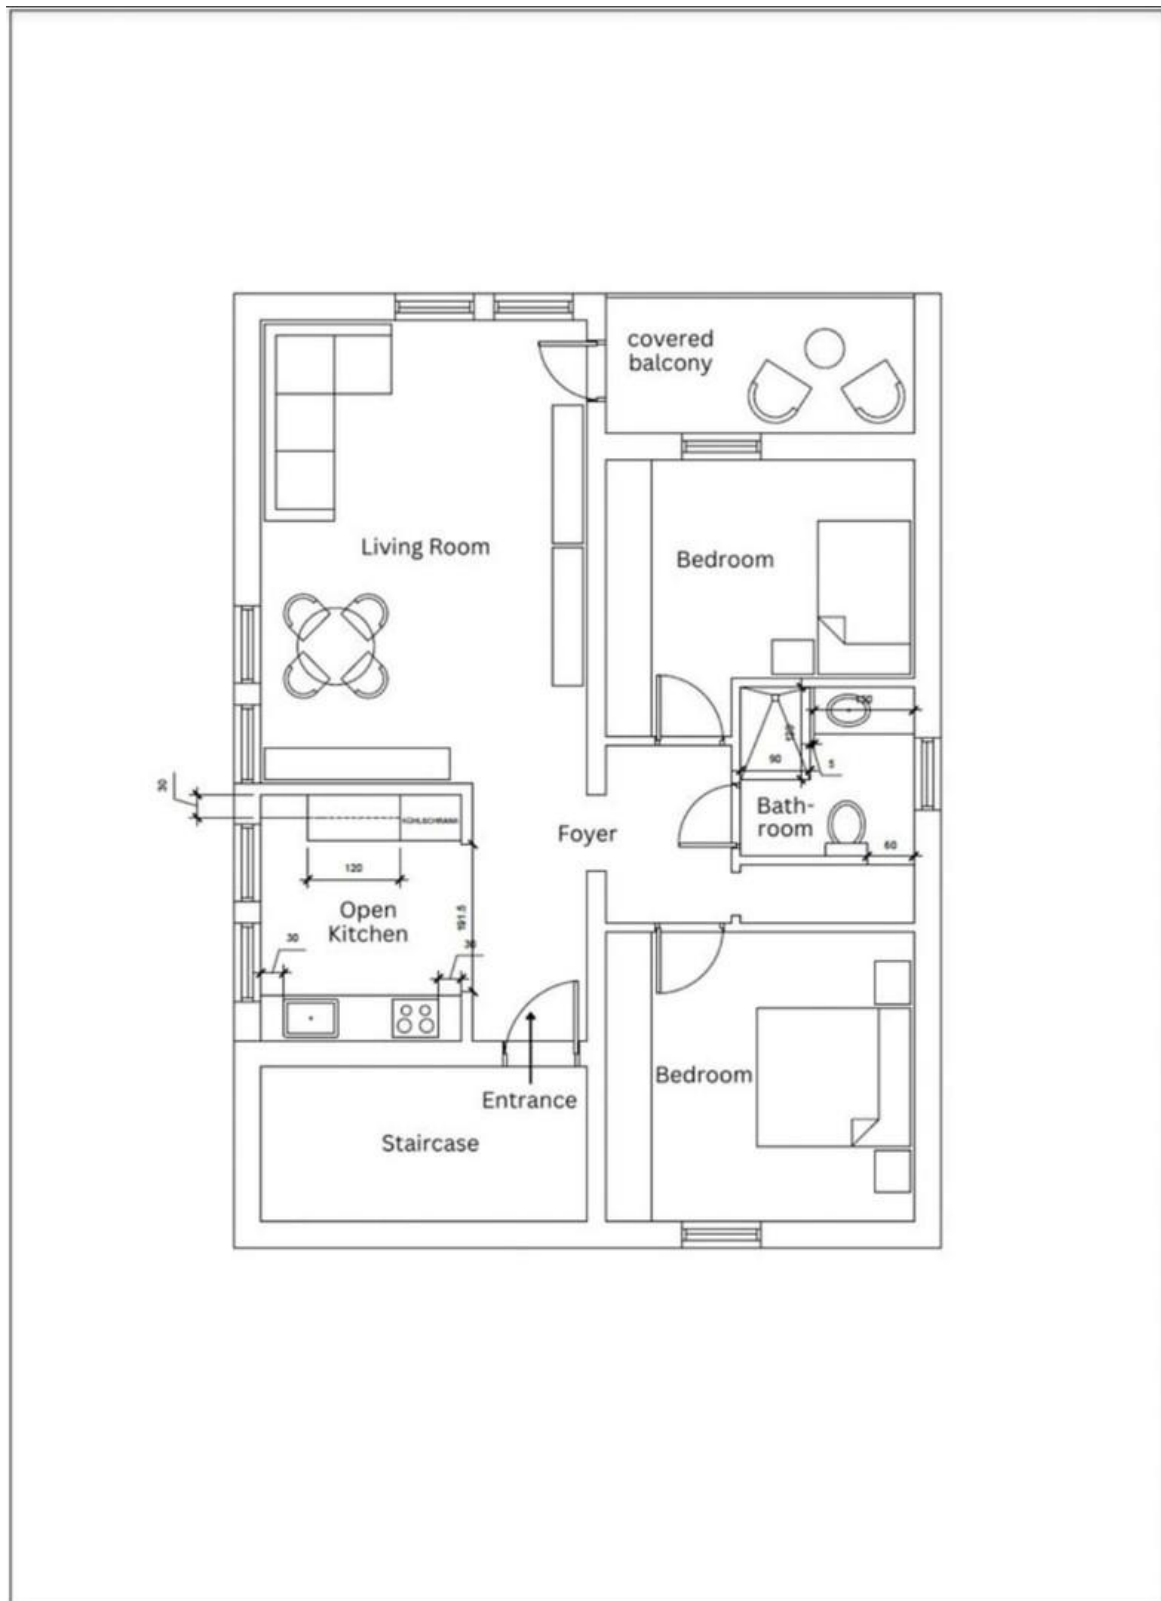 covered
balcony
Living Room
Bedroom
150
120
90
5
30
Bath-
room
KÜHLSCHRANK
Foyer
60
120
191.5
Open
Kitchen
30
30
Bedroom
Entrance
Staircase